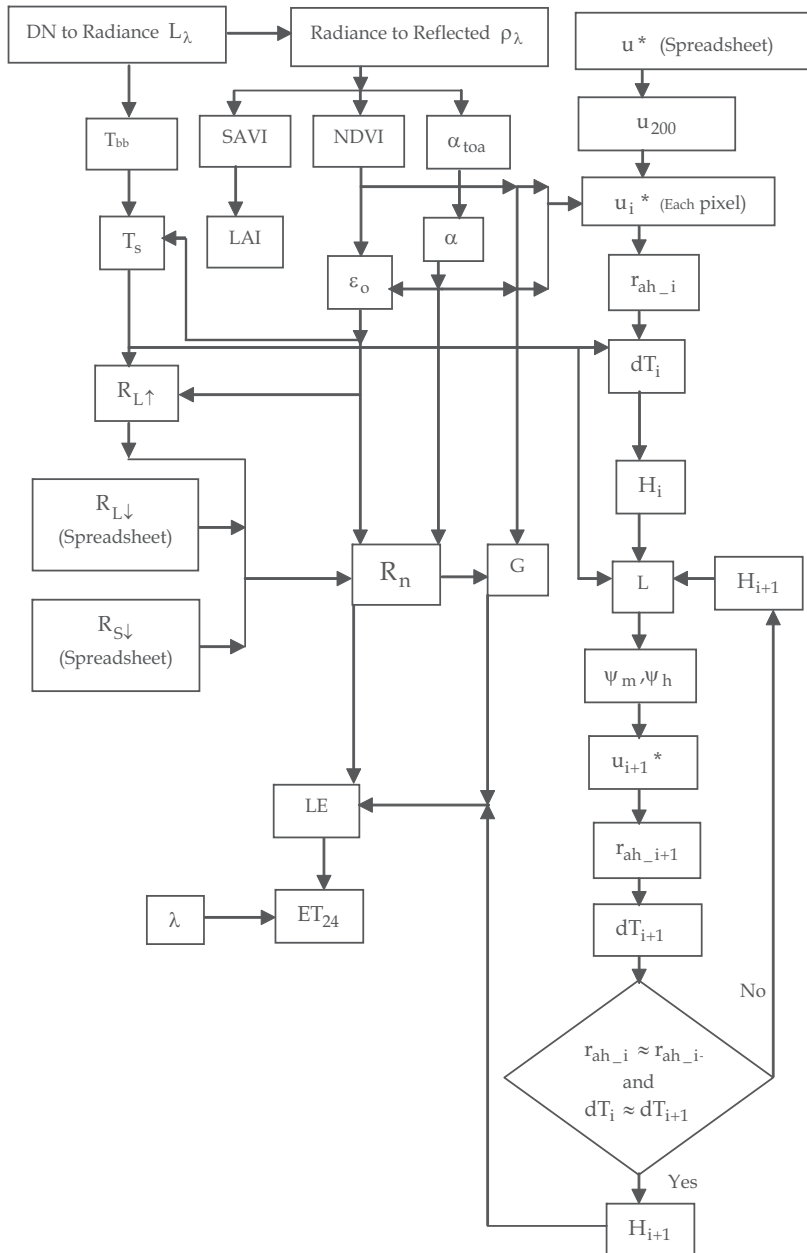 DN to Radiance L_λ
Radiance to Reflected ρ_λ
u* (Spreadsheet)
T_bb
SAVI
NDVI
α_toa
u_200
T_s
LAI
α
u_i* (Each pixel)
ε_o
r_ah_i
R_L↑
dT_i
R_L↓
(Spreadsheet)
H_i
R_n
G
L
H_i+1
R_S↓
(Spreadsheet)
ψ_m,ψ_h
u_i+1*
LE
r_ah_i+1
λ
ET_24
dT_i+1
No
r_ah_i ≈ r_ah_i-
and
dT_i ≈ dT_i+1
Yes
H_i+1